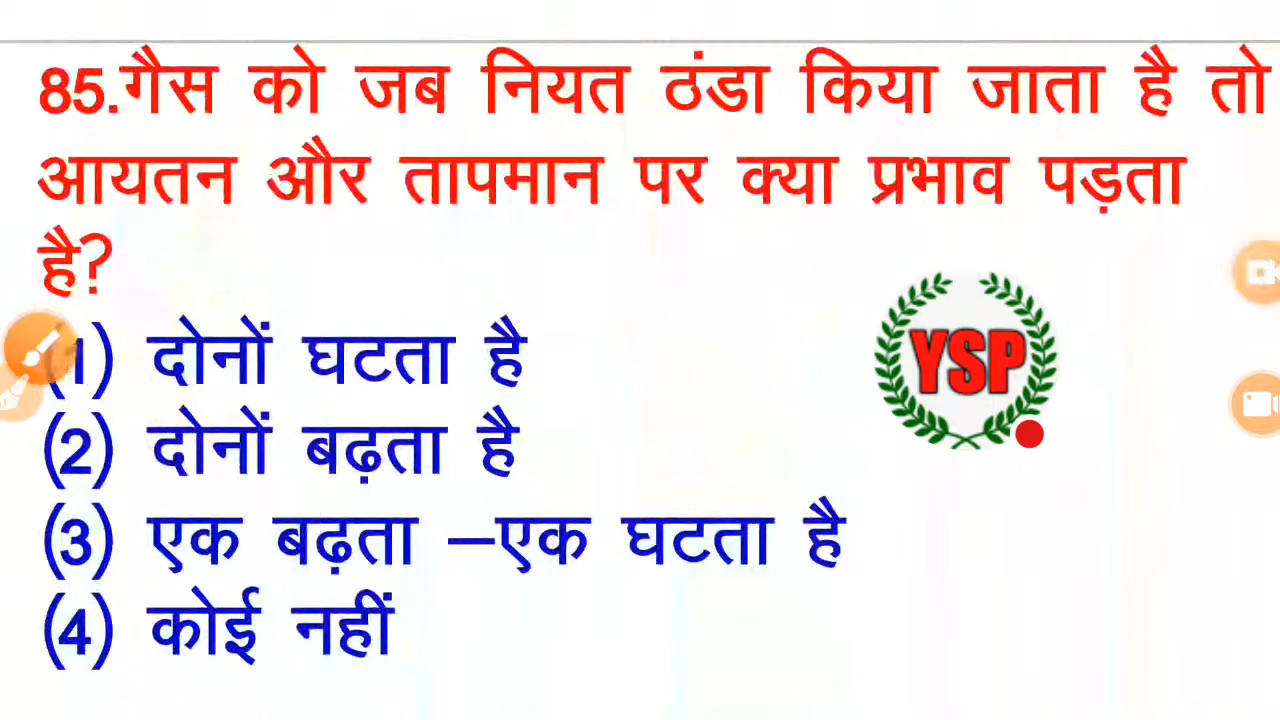 85.गैस को जब नियत ठंडा किया जाता है तो
आयतन और तापमान पर क्या प्रभाव पड़ता
है?
(1) दोनों घटता है
(2) दोनों बढ़ता है
(3) एक बढ़ता –एक घटता है
(4) कोई नहीं
YSP